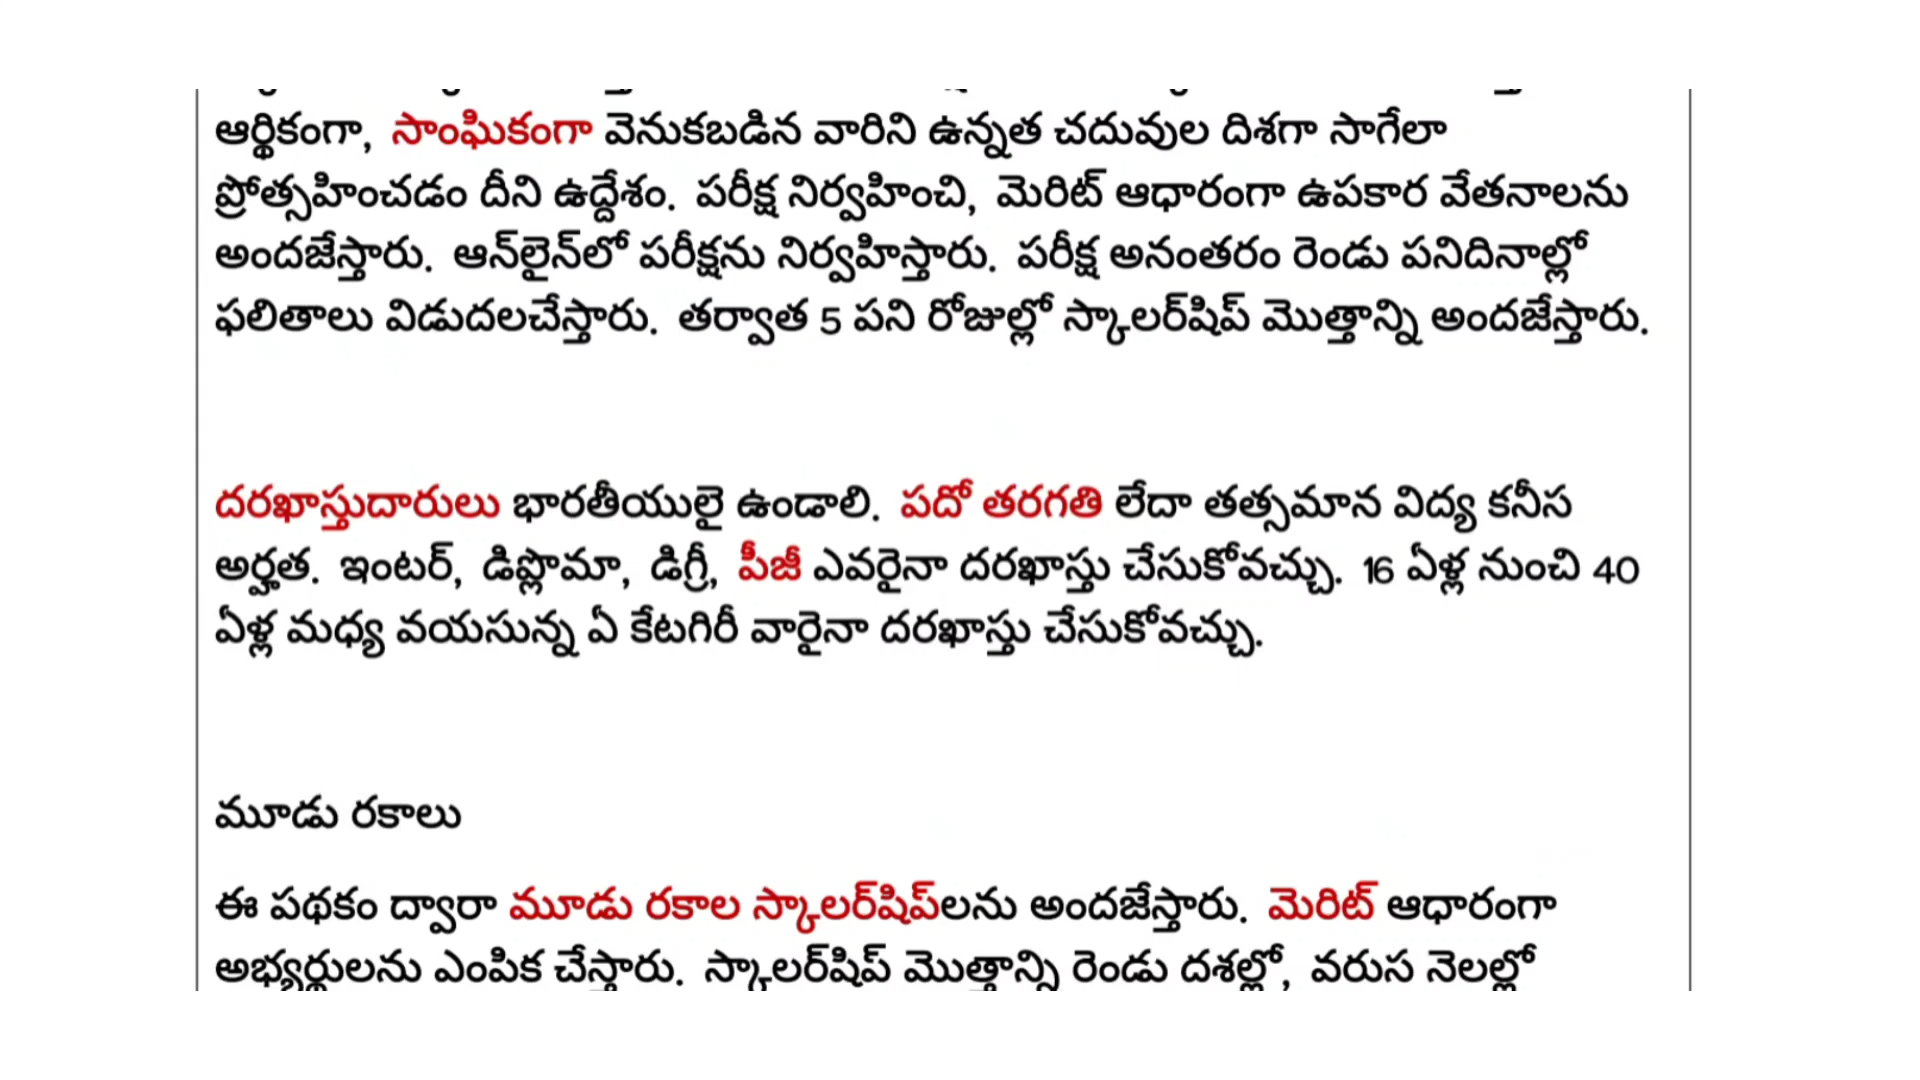 ఆర్థికంగా, సాంఘికంగా వెనుకబడిన వారిని ఉన్నత చదువుల దిశగా సాగేలా
ప్రోత్సహించడం దీని ఉద్దేశం. పరీక్ష నిర్వహించి, మెరిట్ ఆధారంగా ఉపకార వేతనాలను
అందజేస్తారు. ఆన్‌లైన్‌లో పరీక్షను నిర్వహిస్తారు. పరీక్ష అనంతరం రెండు పనిదినాల్లో
ఫలితాలు విడుదలచేస్తారు. తర్వాత 5 పని రోజుల్లో స్కాలర్‌షిప్ మొత్తాన్ని అందజేస్తారు.
దరఖాస్తుదారులు భారతీయులై ఉండాలి. పదో తరగతి లేదా తత్సమాన విద్య కనీస
అర్హత. ఇంటర్, డిప్లొమా, డిగ్రీ, పీజీ ఎవరైనా దరఖాస్తు చేసుకోవచ్చు. 16 ఏళ్ల నుంచి 40
ఏళ్ల మధ్య వయసున్న ఏ కేటగిరీ వారైనా దరఖాస్తు చేసుకోవచ్చు.
మూడు రకాలు
ఈ పథకం ద్వారా మూడు రకాల స్కాలర్‌షిప్‌లను అందజేస్తారు. మెరిట్ ఆధారంగా
అభ్యర్థులను ఎంపిక చేస్తారు. స్కాలర్‌షిప్ మొత్తాన్ని రెండు దశల్లో, వరుస నెలల్లో